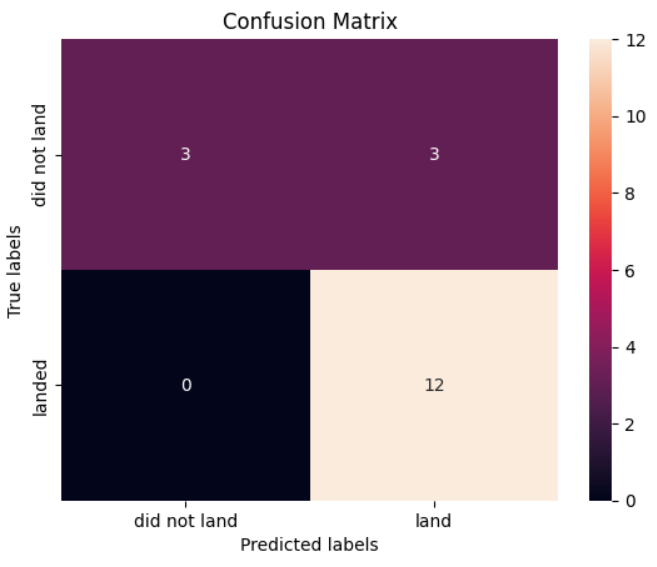 Confusion Matrix
True labels
did not land
landed
3
3
0
12
did not land
land
Predicted labels
12
10
8
6
4
2
0